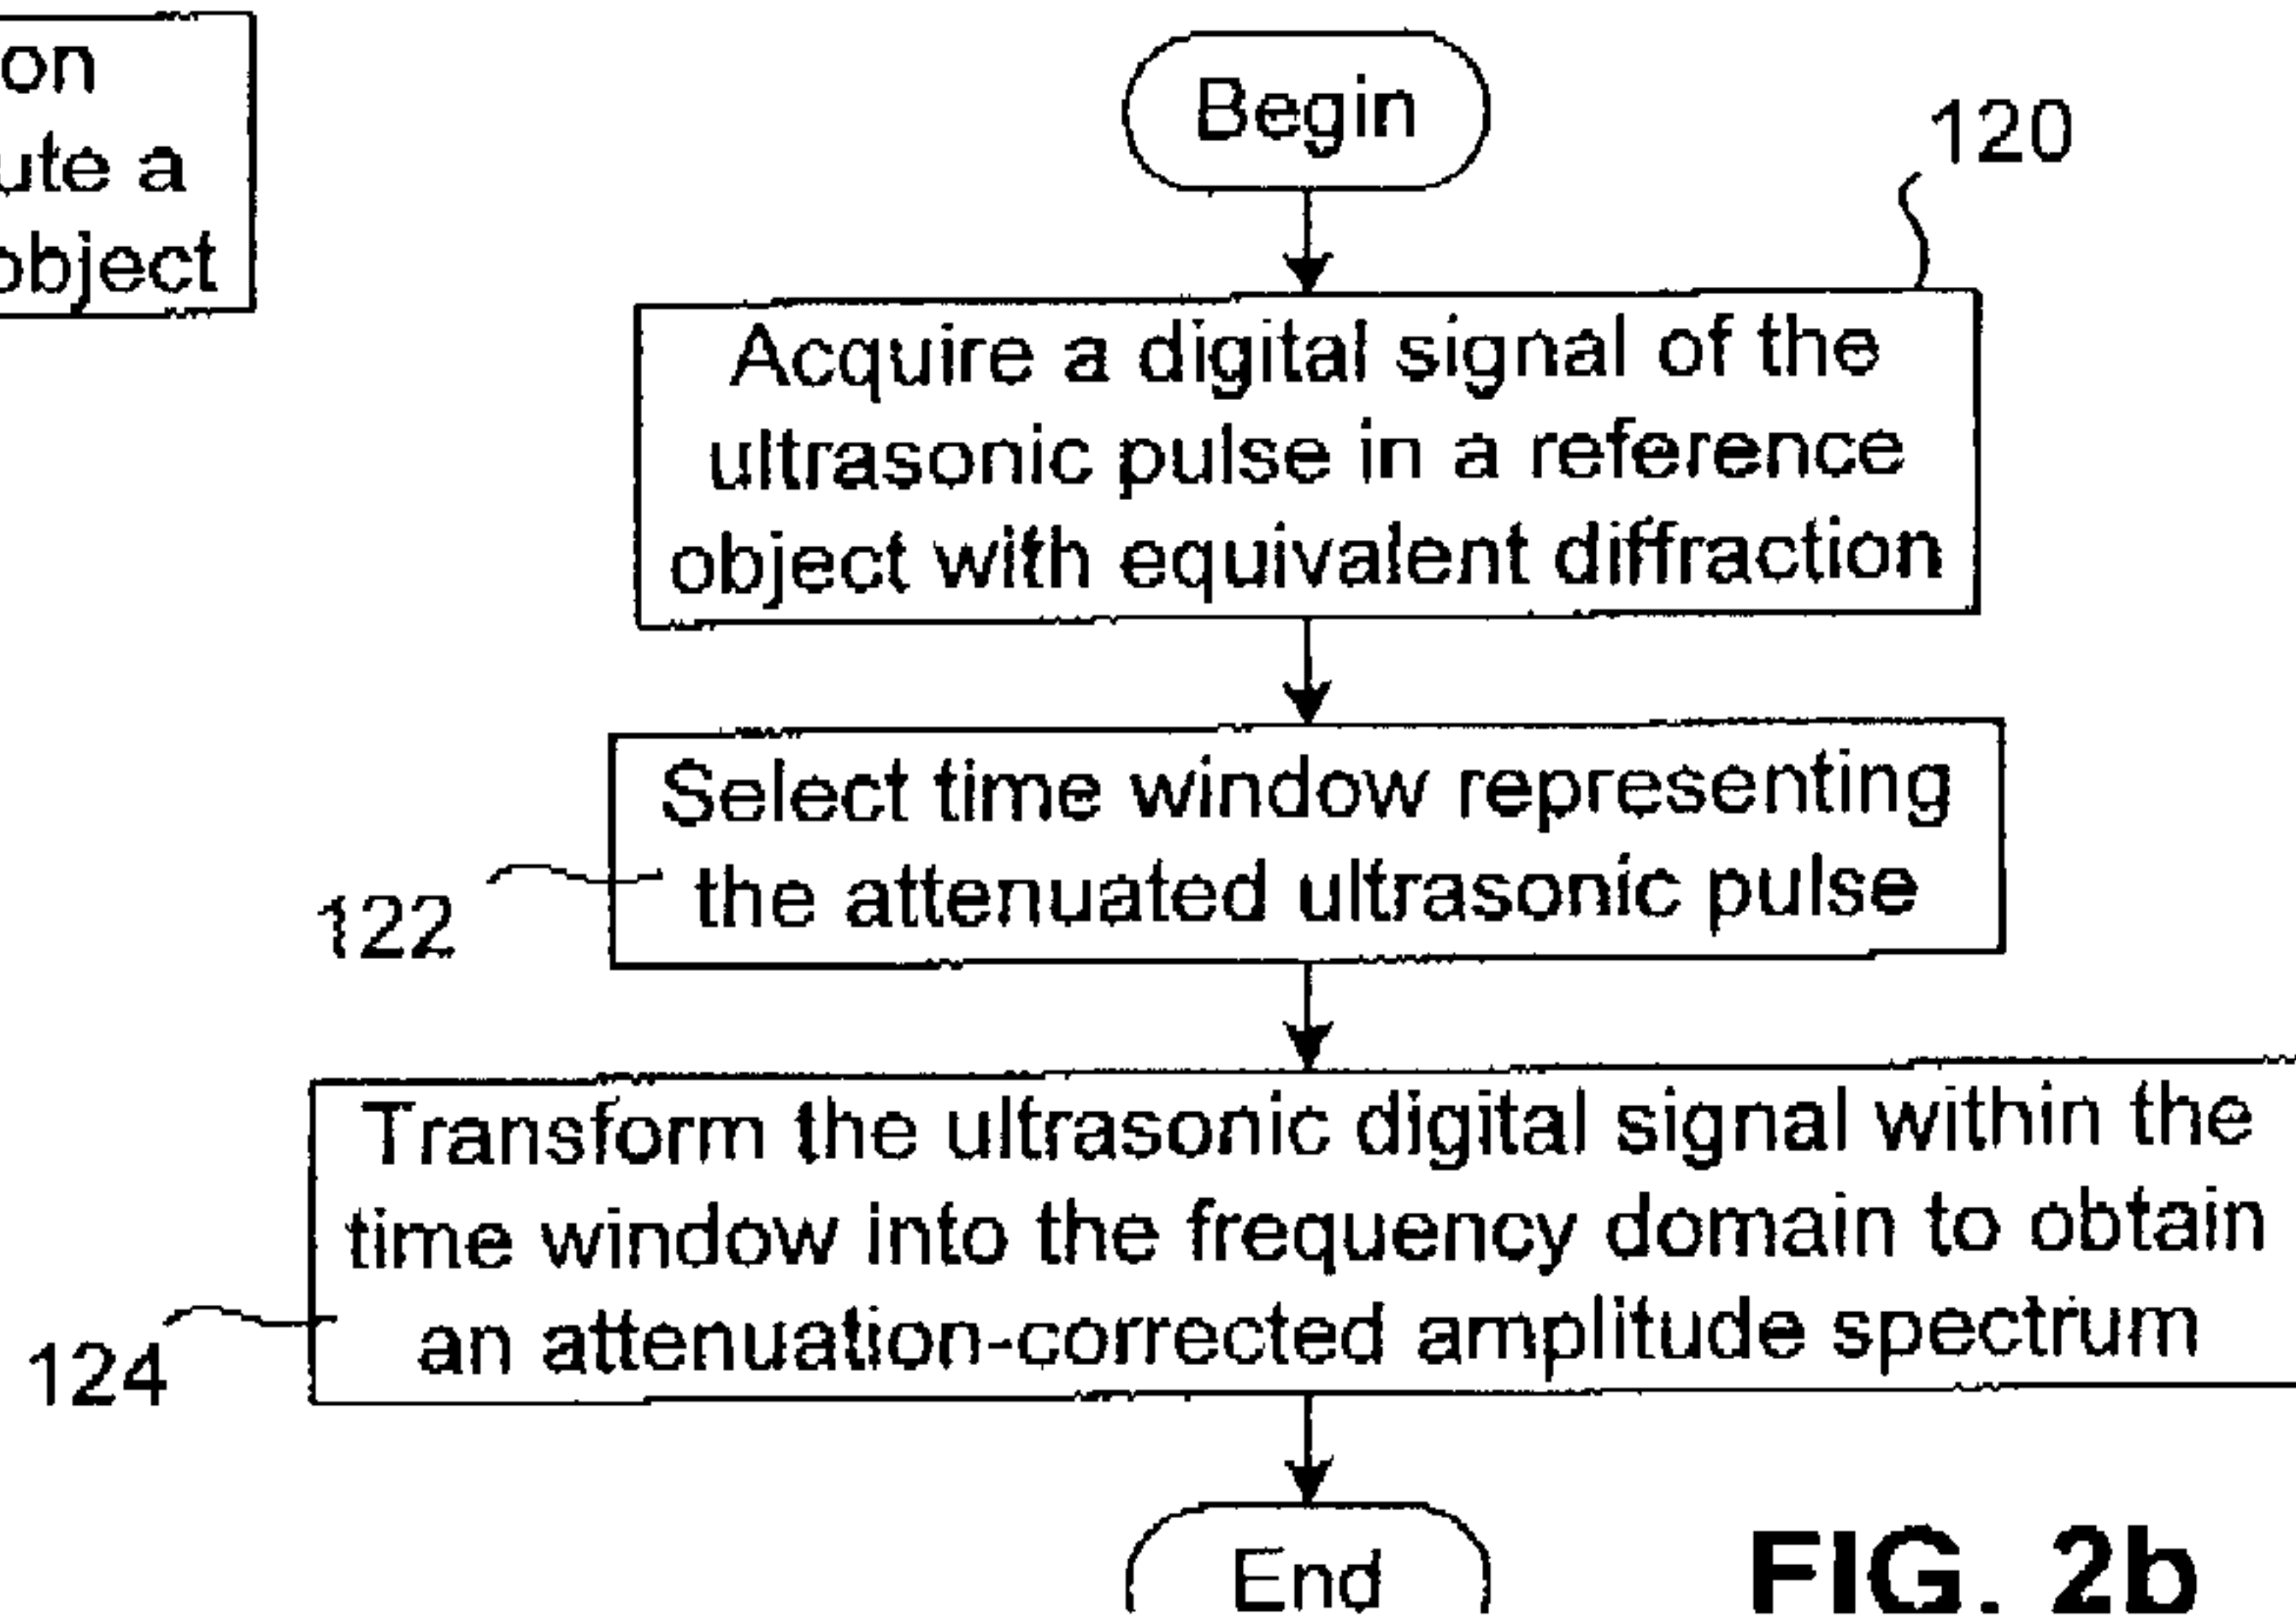 on
a
object
Begin
120
Acquire a digital signal of the
ultrasonic pulse in a reference
object with equivalent diffraction
Select time window representing
the attenuated ultrasonic pulse
122
Transform the ultrasonic digital signal within the
time window into the frequency domain to obtain
an attenuation-corrected amplitude spectrum
124
End
FIG. 2b